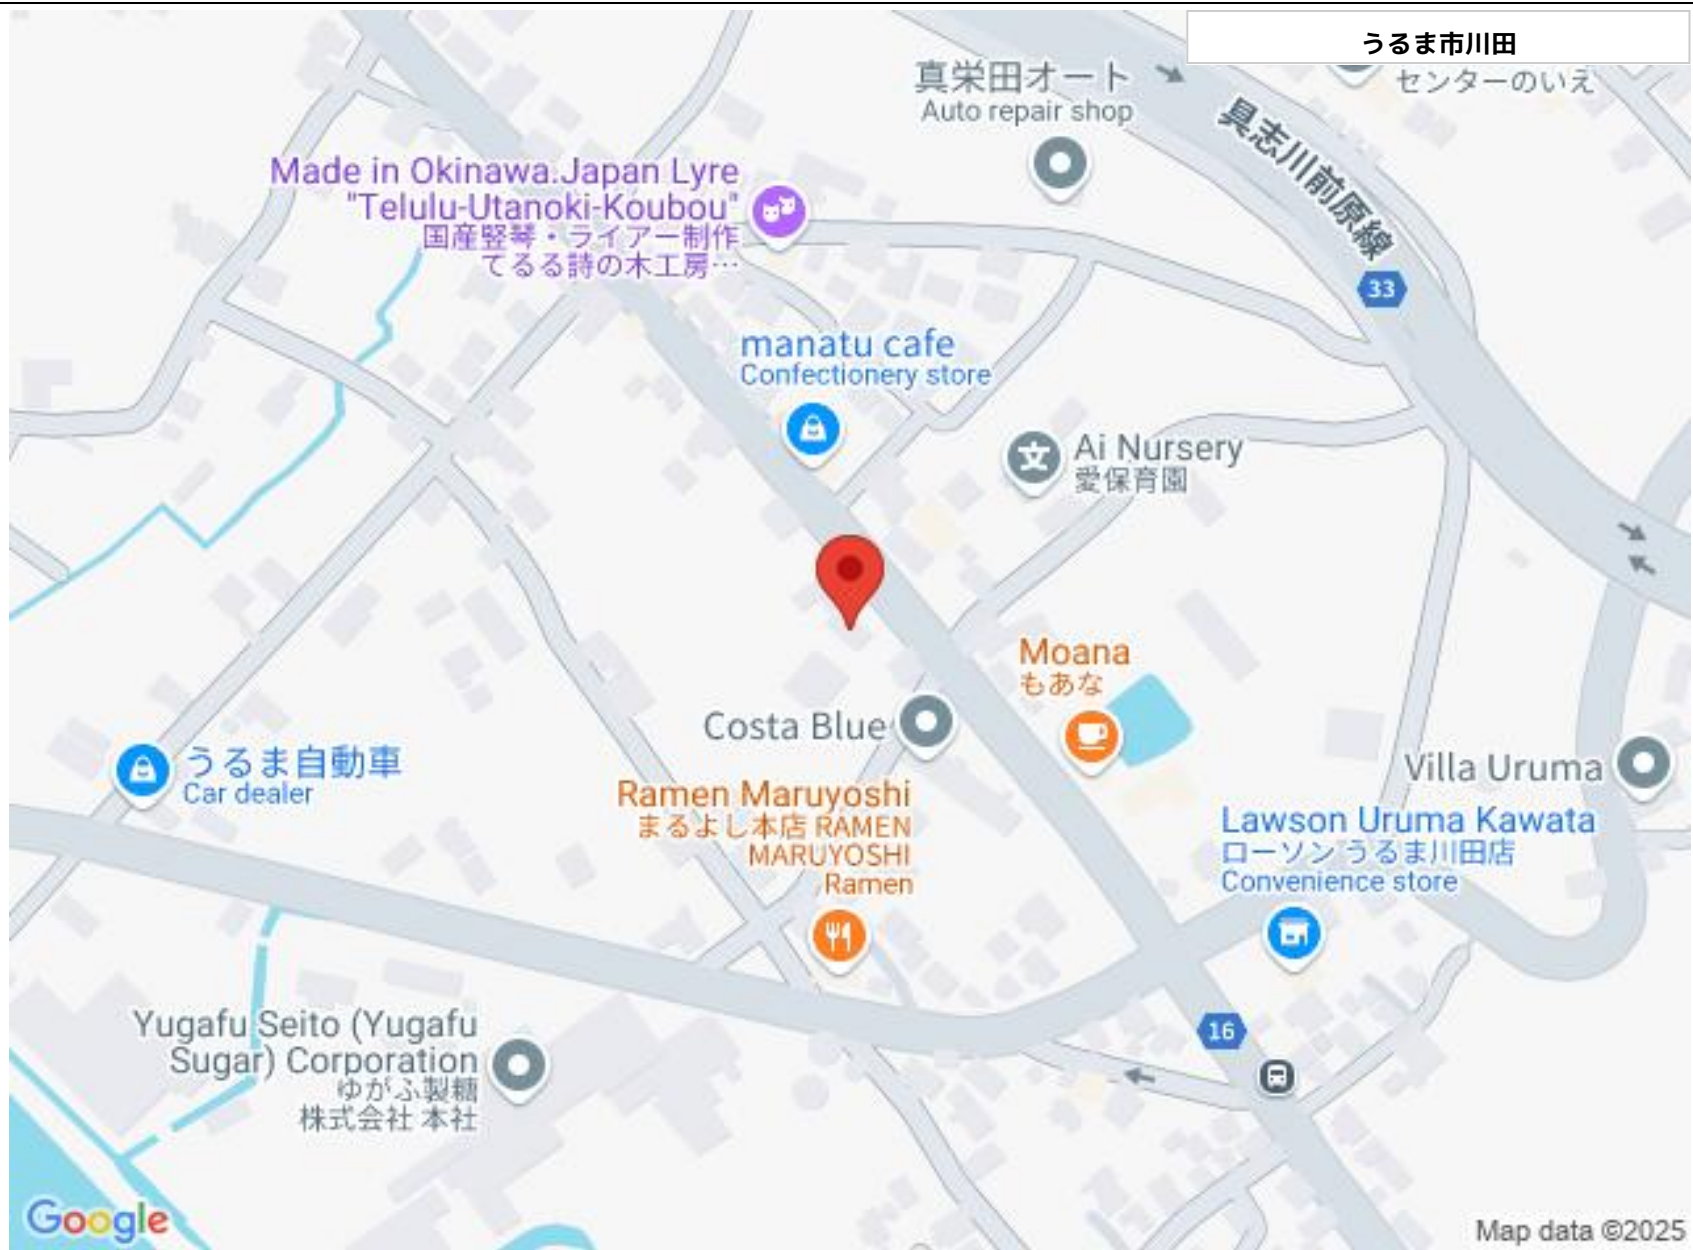 うるま市川田
真栄田オート
Auto repair shop
センターのいえ
具志川前原線
33
Made in Okinawa.Japan Lyre
"Telulu-Utanoki-Koubou"
国産竪琴・ライアー制作
てるる詩の木工房…
manatu cafe
Confectionery store
Ai Nursery
愛保育園
Moana
もあな
Costa Blue
うるま自動車
Car dealer
Ramen Maruyoshi
まるよし本店 RAMEN
MARUYOSHI
Ramen
Villa Uruma
Lawson Uruma Kawata
ローソン うるま川田店
Convenience store
16
Yugafu Seito (Yugafu
Sugar) Corporation
ゆがふ製糖
株式会社 本社
Google
Map data ©2025